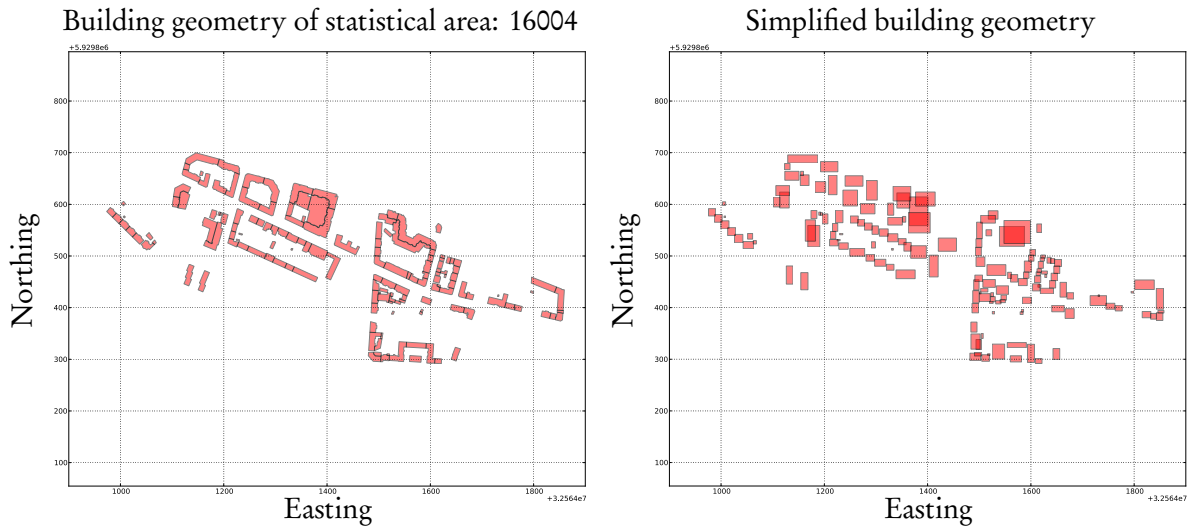 Building geometry of statistical area: 16004
+5.9298e6
800
700
600
500
400
300
200
100
Northing
1000
1200
1400
1600
1800
+3.2564e7
Easting
Simplified building geometry
+5.9298e6
800
700
600
500
400
300
200
100
Northing
1000
1200
1400
1600
1800
+3.2564e7
Easting